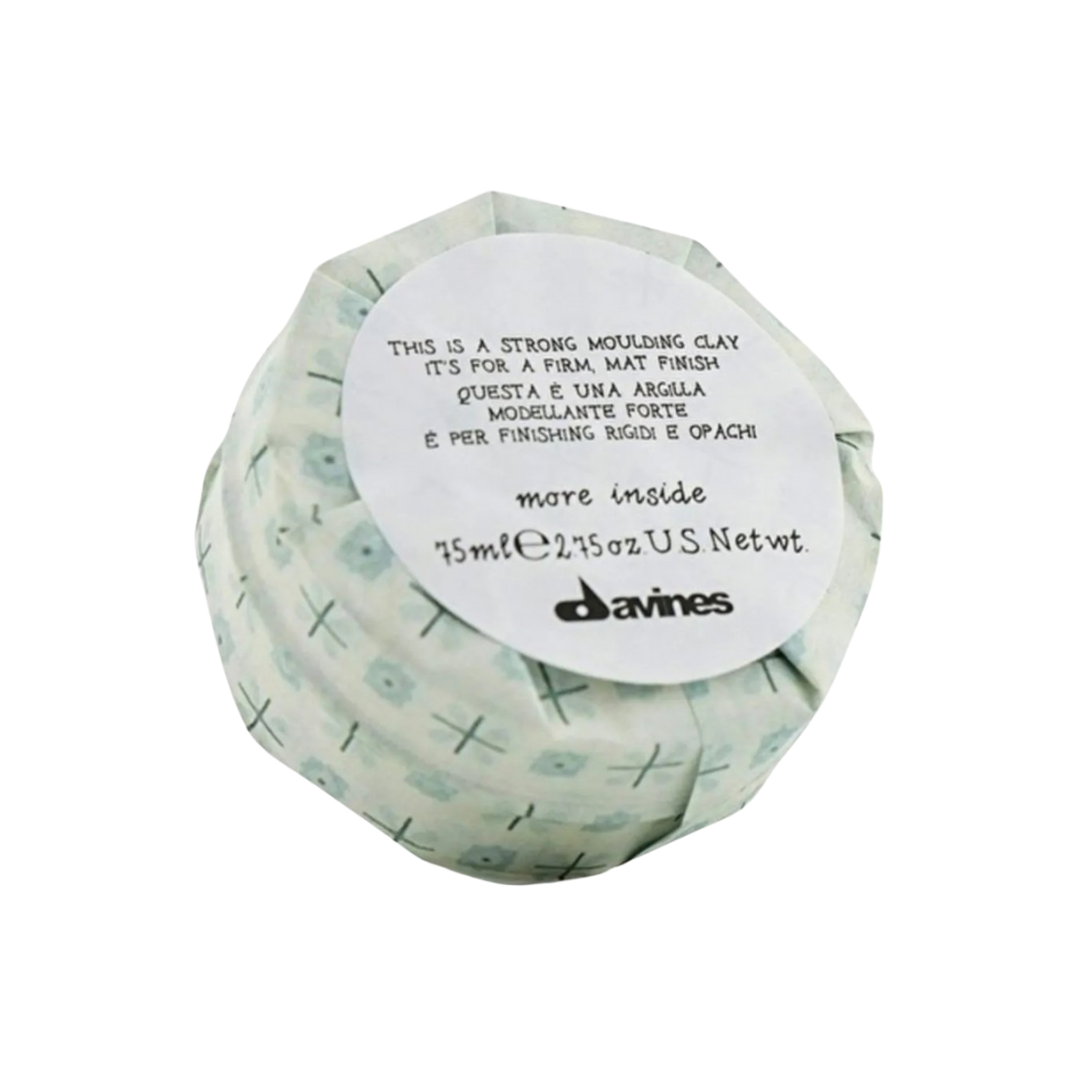 THIS IS A STRONG MOULDING CLAY
IT'S FOR A FIRM, MAT FINISH
QUESTA È UNA ARGILLA
MODELLANTE FORTE
È PER FINISHING RIGIDI E OPACHI
more inside
75ml℮2.75oz.U.S.Netwt.
davines